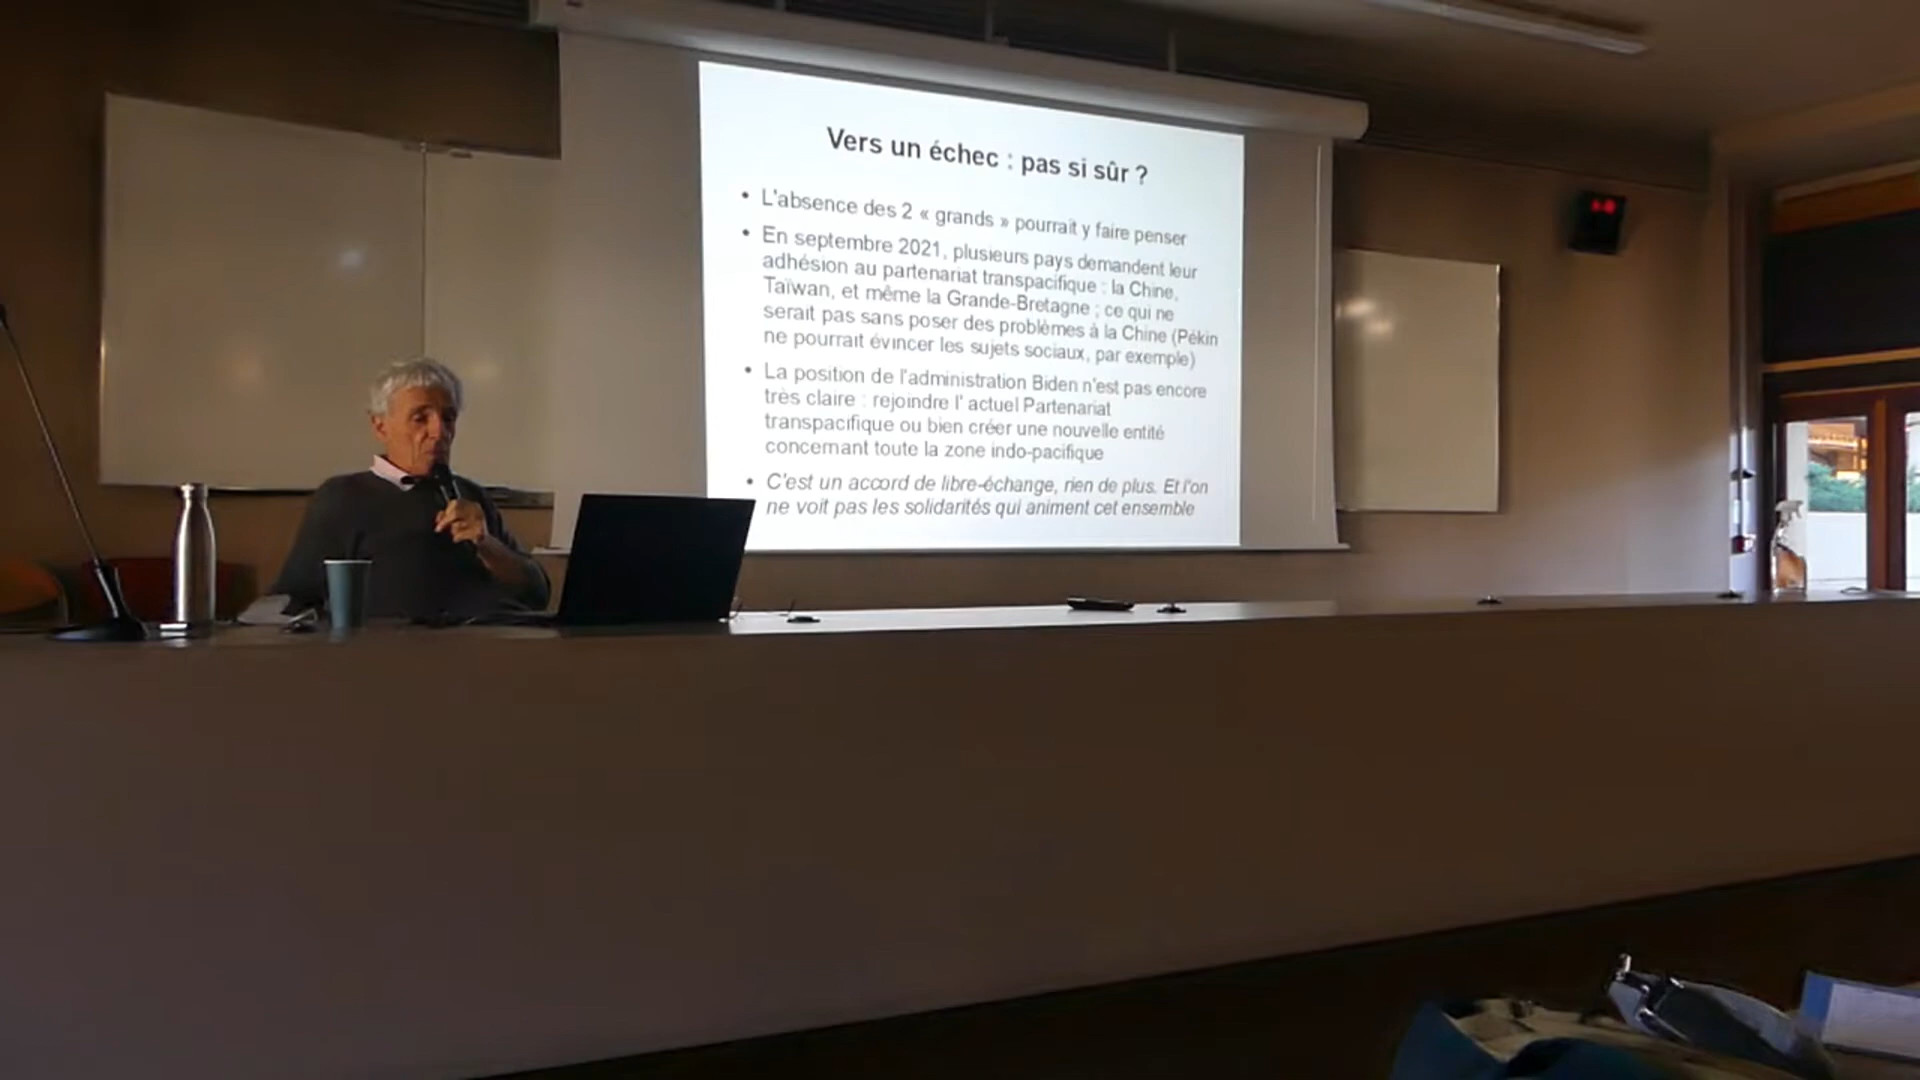 Vers un échec : pas si sûr ?
• L'absence des 2 « grands » pourrait y faire penser
• En septembre 2021, plusieurs pays demandent leur
adhésion au partenariat transpacifique : la Chine,
Taïwan, et même la Grande-Bretagne ; ce qui ne
serait pas sans poser des problèmes à la Chine (Pékin
ne pourrait évincer les sujets sociaux, par exemple)
• La position de l'administration Biden n'est pas encore
très claire : rejoindre l' actuel Partenariat
transpacifique ou bien créer une nouvelle entité
concernant toute la zone indo-pacifique
• C'est un accord de libre-échange, rien de plus. Et l'on
ne voit pas les solidarités qui animent cet ensemble